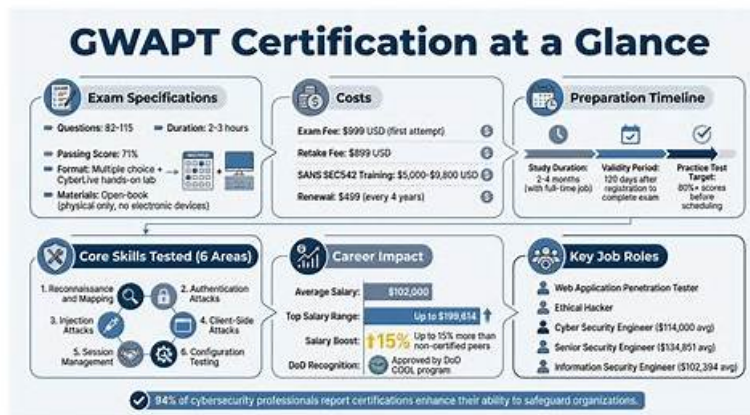 GWAPT Certification at a Glance
Exam Specifications
Questions: 82-115
Duration: 2-3 hours
Passing Score: 71%
Format: Multiple choice +
CyberLive hands-on lab
Materials: Open-book
(physical only, no electronic devices)
Costs
Exam Fee: $999 USD (first attempt)
Retake Fee: $899 USD
SANS SEC542 Training: $5,000-$9,800 USD
Renewal: $499 (every 4 years)
Preparation Timeline
Study Duration:
2-4 months
(with full-time job)
Validity Period:
120 days after
registration to
complete exam
Practice Test
Target:
80%+ scores
before
scheduling
Core Skills Tested (6 Areas)
1. Reconnaissance
and Mapping
2. Authentication
Attacks
3. Injection
Attacks
4. Client-Side
Attacks
5. Session
Management
6. Configuration
Testing
Career Impact
Average Salary:
$102,000
Top Salary Range:
Up to $199,614
Salary Boost:
15%
Up to 15% more than
non-certified peers
DoD Recognition:
Approved by DoD
COOL program
Key Job Roles
Web Application Penetration Tester
Ethical Hacker
Cyber Security Engineer ($114,000 avg)
Senior Security Engineer ($134,851 avg)
Information Security Engineer ($102,394 avg)
94% of cybersecurity professionals report certifications enhance their ability to safeguard organizations.